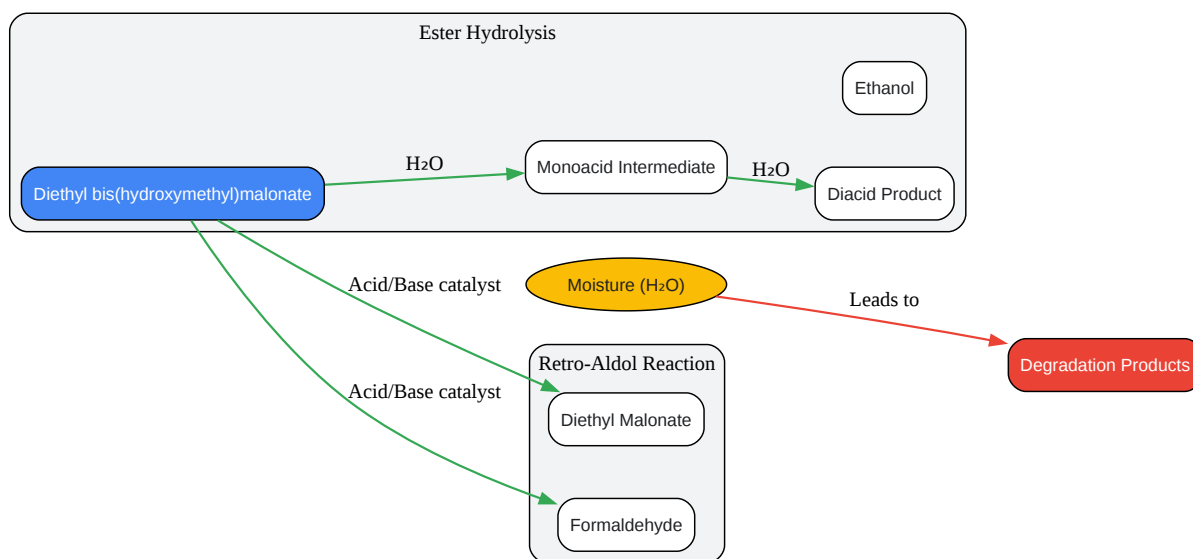 Ester Hydrolysis
Ethanol
Diethyl bis(hydroxymethyl)malonate
H₂O
Monoacid Intermediate
H₂O
Diacid Product
Acid/Base catalyst
Moisture (H₂O)
Leads to
Degradation Products
Retro-Aldol Reaction
Acid/Base catalyst
Diethyl Malonate
Formaldehyde